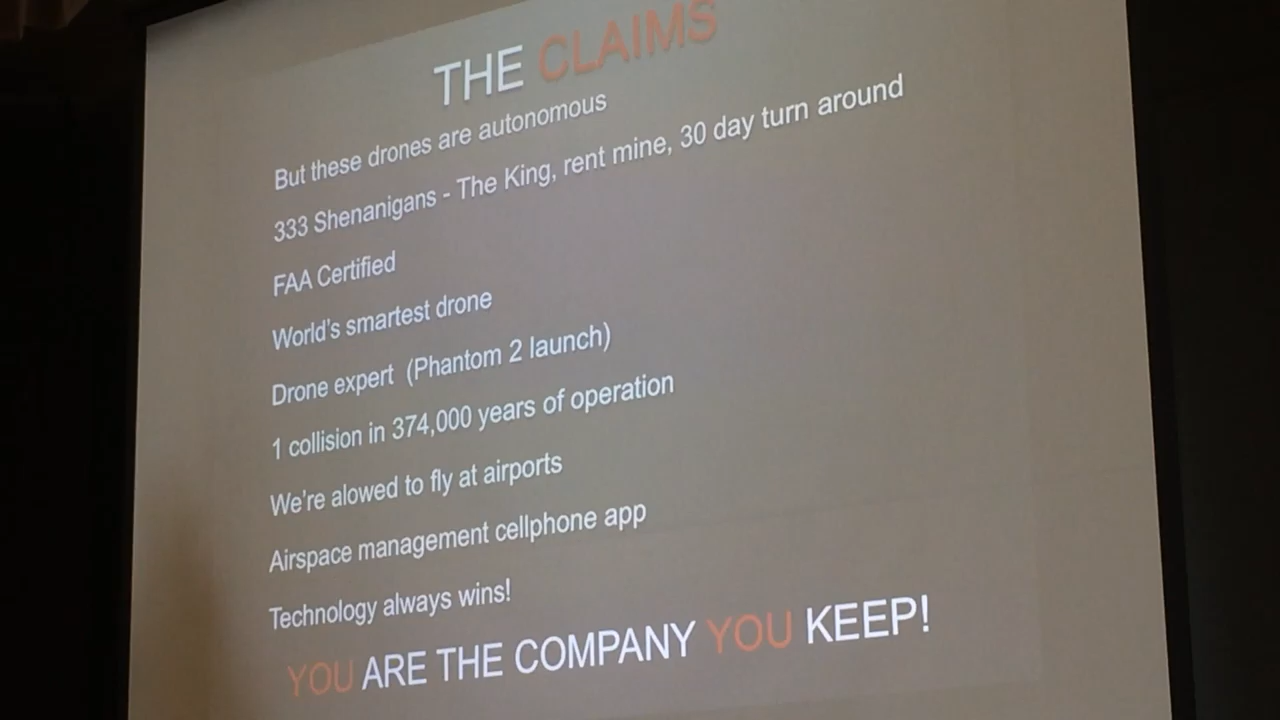 THE CLAIMS
But these drones are autonomous
333 Shenanigans - The King, rent mine, 30 day turn around
FAA Certified
World's smartest drone
Drone expert (Phantom 2 launch)
1 collision in 374,000 years of operation
We're alowed to fly at airports
Airspace management cellphone app
Technology always wins!
YOU ARE THE COMPANY YOU KEEP!